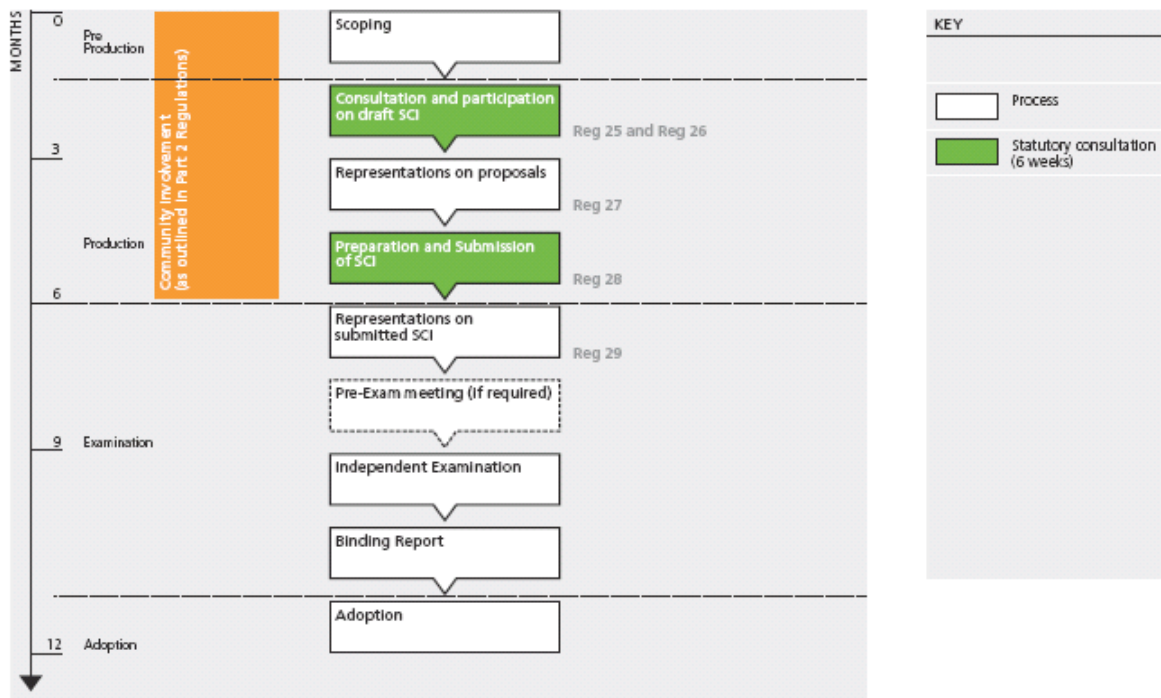 MONTHS
0
Pre
Production
Community Involvement
(as outlined in Part 2 Regulations)
Scoping
Consultation and participation
on draft SCI
Reg 25 and Reg 26
3
Representations on proposals
Reg 27
Production
Preparation and Submission
of SCI
Reg 28
6
Representations on
submitted SCI
Reg 29
Pre-Exam meeting (if required)
9
Examination
Independent Examination
Binding Report
Adoption
12
Adoption
KEY
Process
Statutory consultation
(6 weeks)